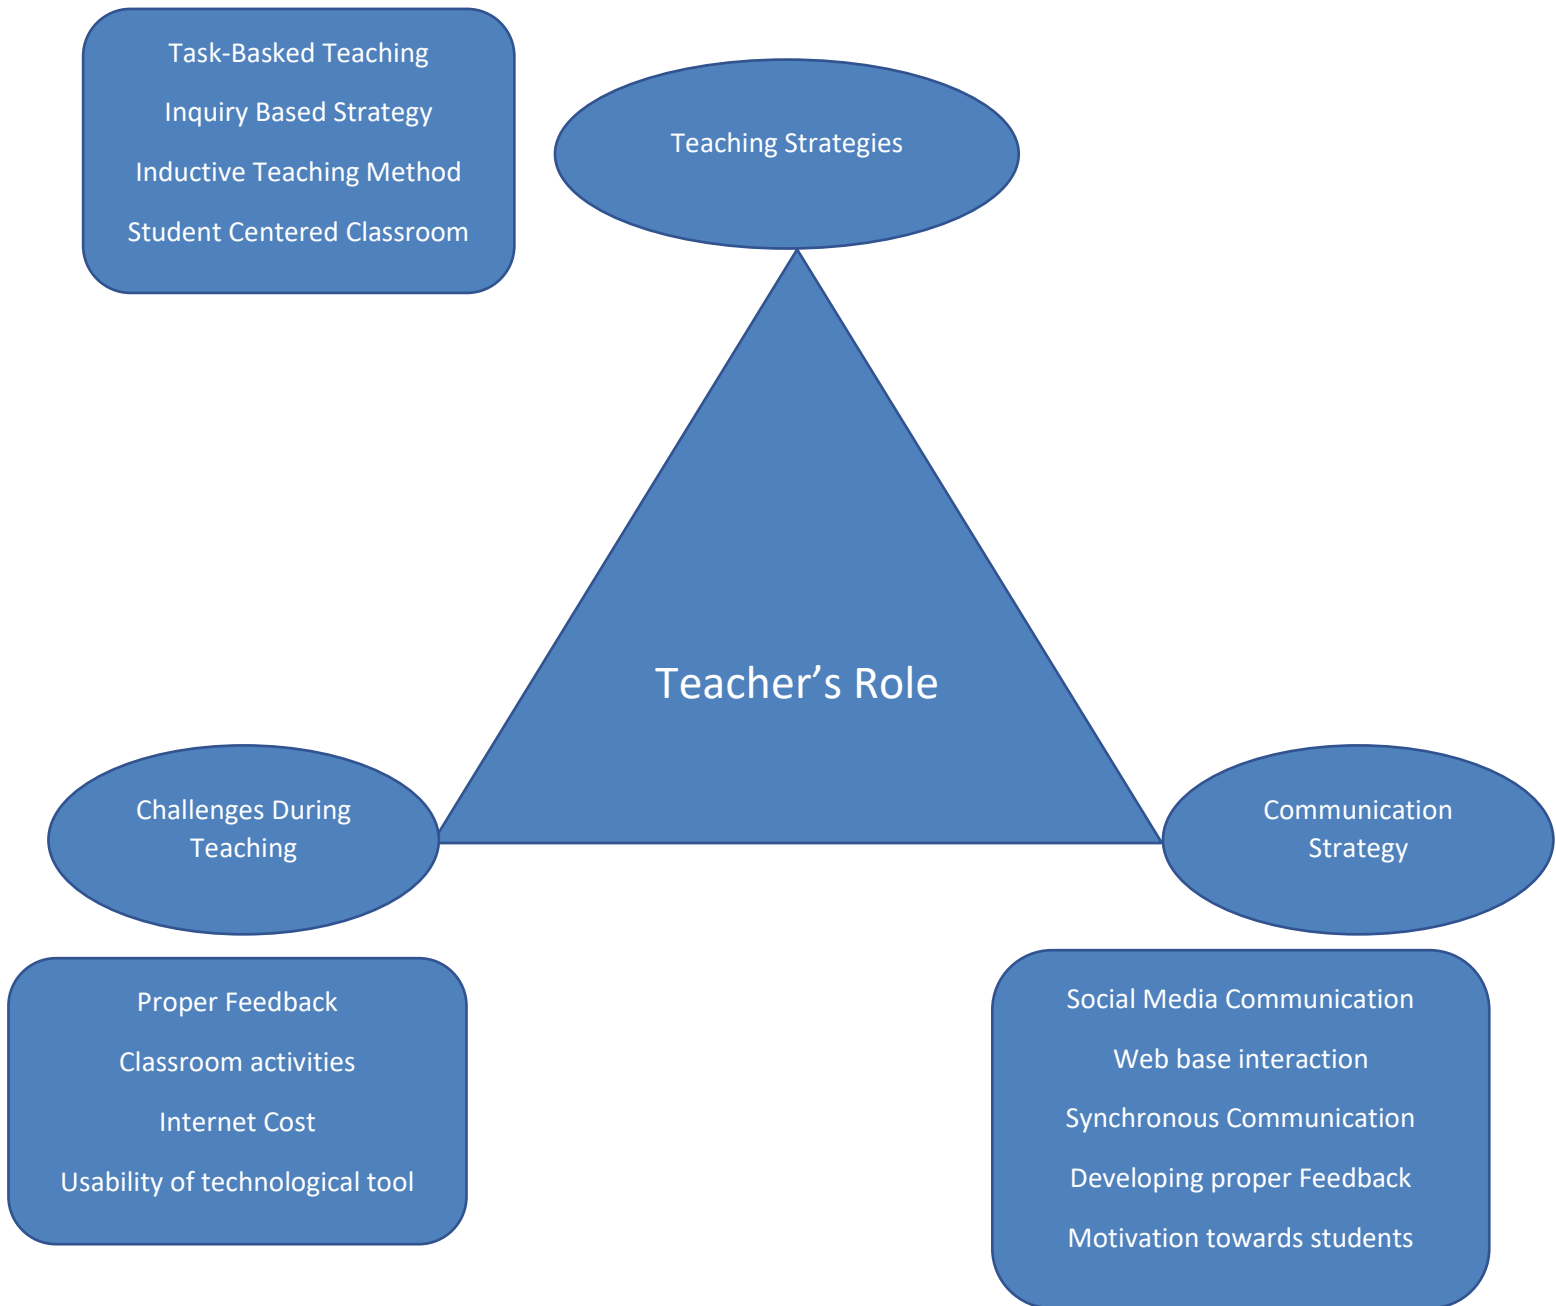 Task-Basked Teaching
Inquiry Based Strategy
Inductive Teaching Method
Student Centered Classroom
Teaching Strategies
Teacher’s Role
Challenges During
Teaching
Communication
Strategy
Proper Feedback
Classroom activities
Internet Cost
Usability of technological tool
Social Media Communication
Web base interaction
Synchronous Communication
Developing proper Feedback
Motivation towards students